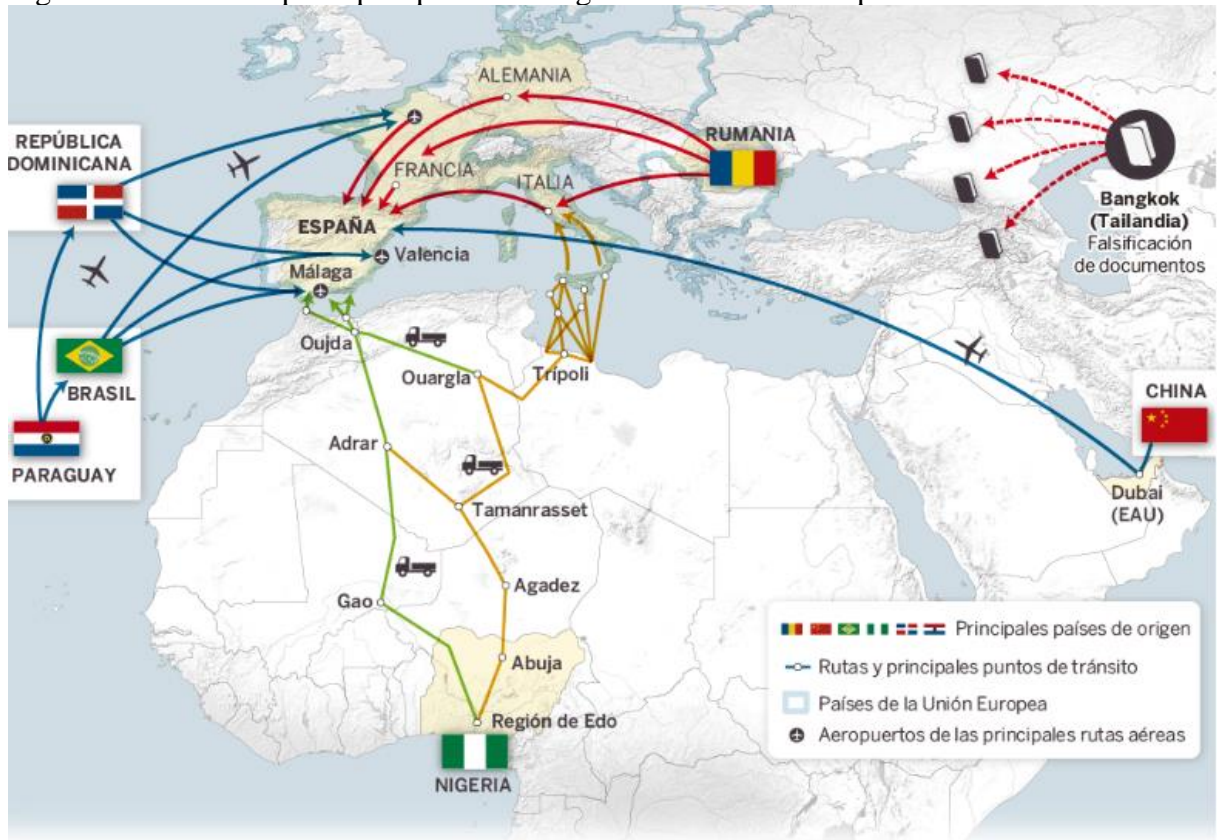 ALEMANIA
REPÚBLICA
DOMINICANA
RUMANIA
FRANCIA
ITALIA
ESPAÑA
Valencia
Málaga
Bangkok
(Tailandia)
Falsificación
de documentos
Oujda
Ouargla
Trípoli
BRASIL
CHINA
Adrar
PARAGUAY
Dubai
(EAU)
Tamanrasset
Agadez
Gao
Abuja
Región de Edo
NIGERIA
Principales países de origen
Rutas y principales puntos de tránsito
Países de la Unión Europea
Aeropuertos de las principales rutas aéreas